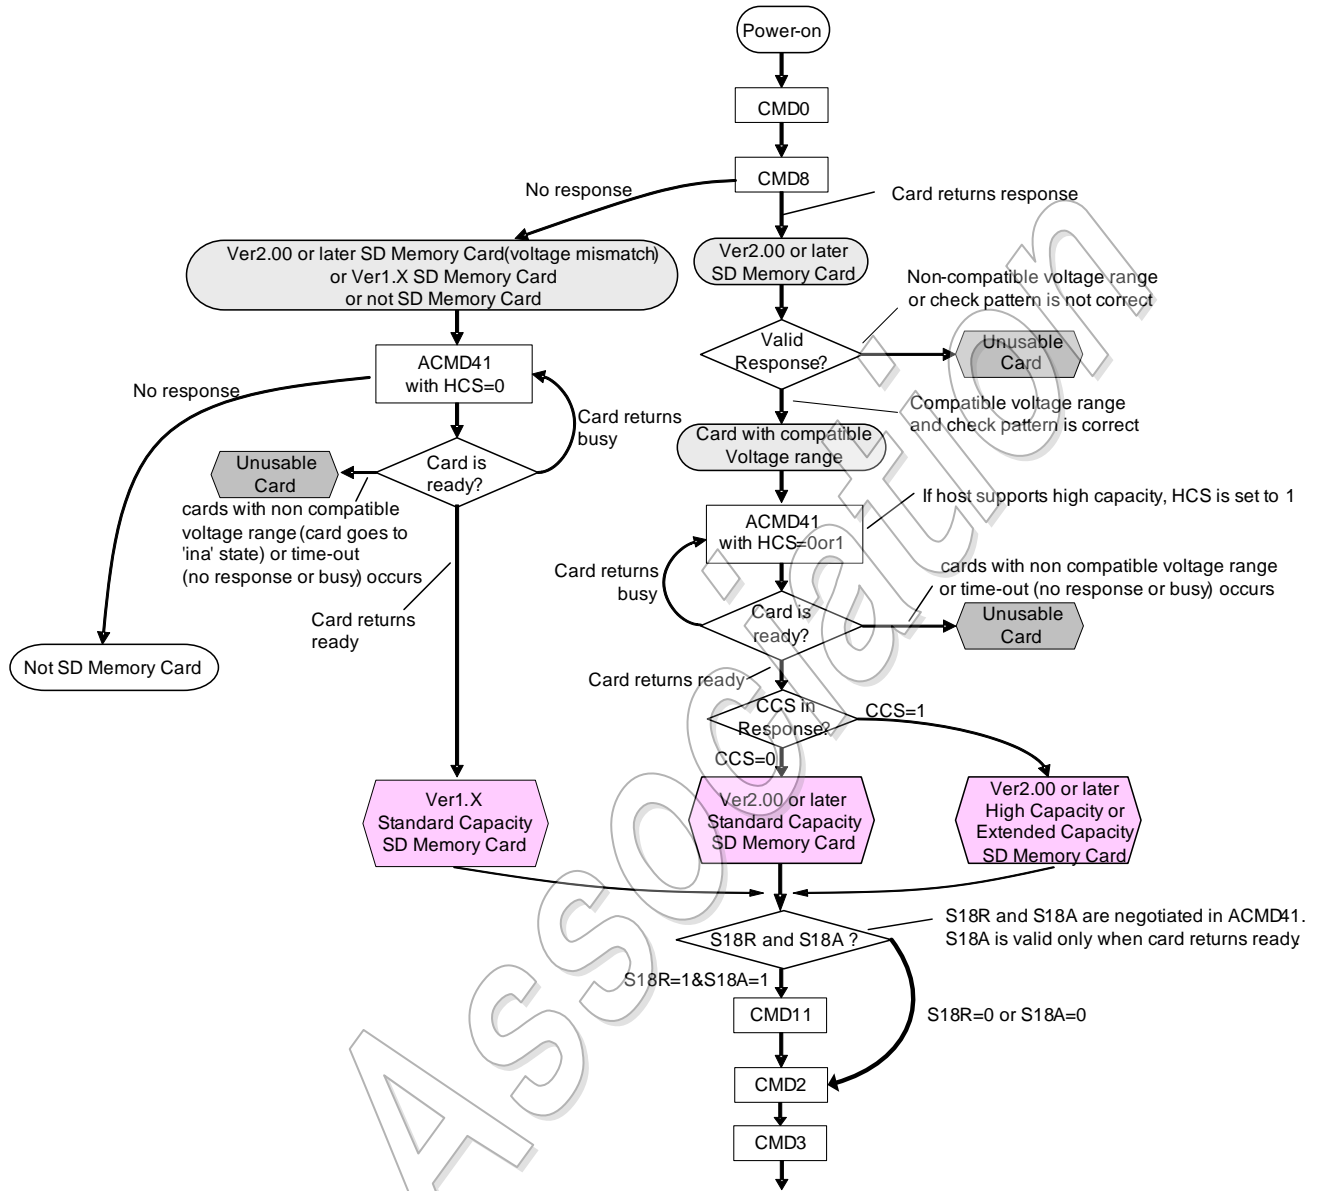 Power-on
CMD0
CMD8
No response
Card returns response
Ver2.00 or later SD Memory Card(voltage mismatch)
or Ver1.X SD Memory Card
or not SD Memory Card
Ver2.00 or later
SD Memory Card
Non-compatible voltage range
or check pattern is not correct
Valid
Response?
Unusable
Card
ACMD41
with HCS=0
No response
Card returns
busy
Compatible voltage range
and check pattern is correct
Card with compatible
Voltage range
Card is
ready?
Unusable
Card
cards with non compatible
voltage range (card goes to
'ina' state) or time-out
(no response or busy) occurs
If host supports high capacity, HCS is set to 1
ACMD41
with HCS=0or1
Card returns
busy
cards with non compatible voltage range
or time-out (no response or busy) occurs
Card is
ready?
Unusable
Card
Card returns
ready
Not SD Memory Card
Card returns ready
CCS in
Response?
CCS=1
CCS=0
Ver1.X
Standard Capacity
SD Memory Card
Ver2.00 or later
Standard Capacity
SD Memory Card
Ver2.00 or later
High Capacity or
Extended Capacity
SD Memory Card
S18R and S18A ?
S18R and S18A are negotiated in ACMD41.
S18A is valid only when card returns ready.
S18R=1&S18A=1
CMD11
S18R=0 or S18A=0
CMD2
CMD3
Association